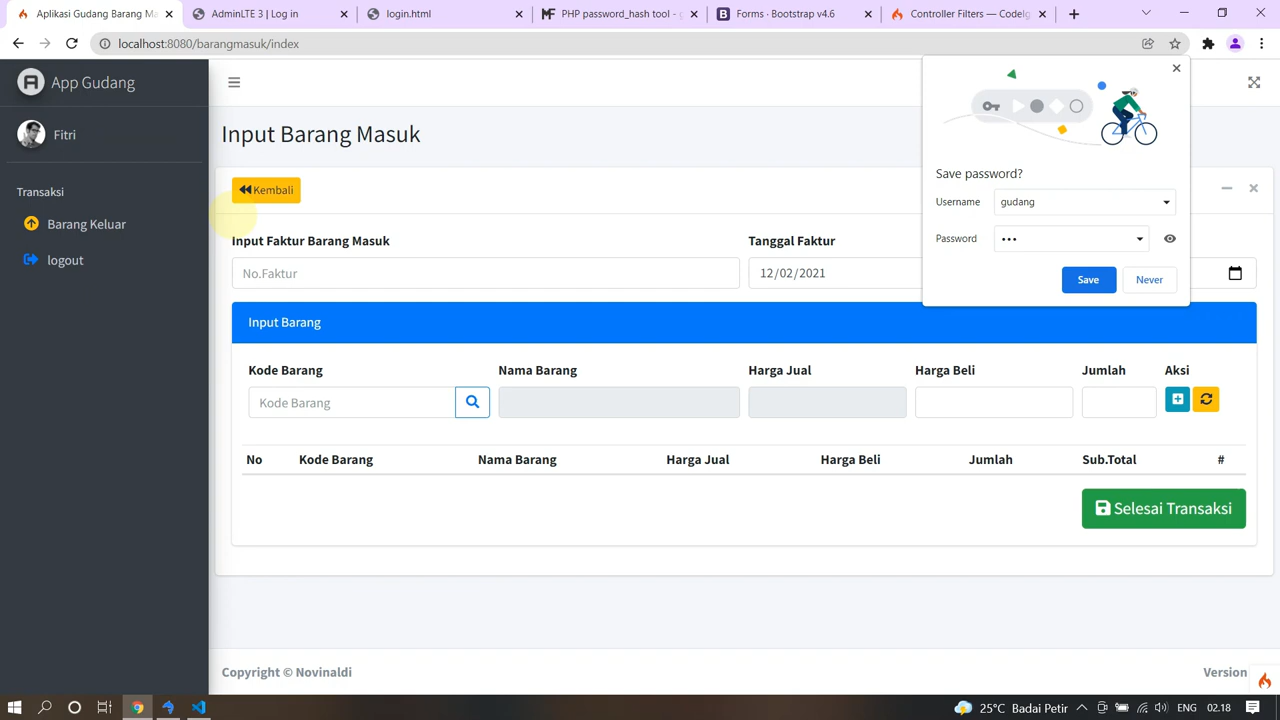 Aplikasi Gudang Barang Ma
AdminLTE 3 | Log in
login.html
PHP password_hash tool - 
Forms · Bootstrap v4.6
Controller Filters — CodeIg
localhost:8080/barangmasuk/index
App Gudang
Fitri
Transaksi
Barang Keluar
logout
Input Barang Masuk
Kembali
Input Faktur Barang Masuk
No.Faktur
Tanggal Faktur
12/02/2021
Save password?
Username
gudang
Password
•••
Save
Never
Input Barang
Kode Barang
Nama Barang
Harga Jual
Harga Beli
Jumlah
Aksi
Kode Barang
No
Kode Barang
Nama Barang
Harga Jual
Harga Beli
Jumlah
Sub.Total
#
Selesai Transaksi
Copyright © Novinaldi
Version
25°C Badai Petir
ENG
02.18